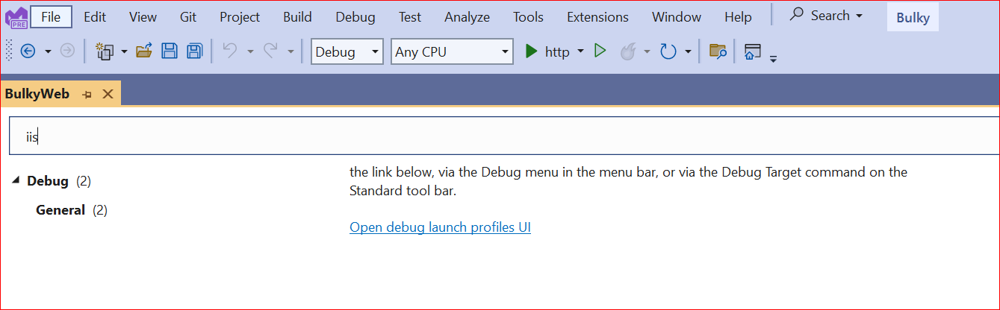 File Edit View Git Project Build Debug Test Analyze Tools Extensions Window Help Search Bulky
PRE
Debug Any CPU http
BulkyWeb
iis
Debug (2)
General (2)
the link below, via the Debug menu in the menu bar, or via the Debug Target command on the
Standard tool bar.
Open debug launch profiles UI